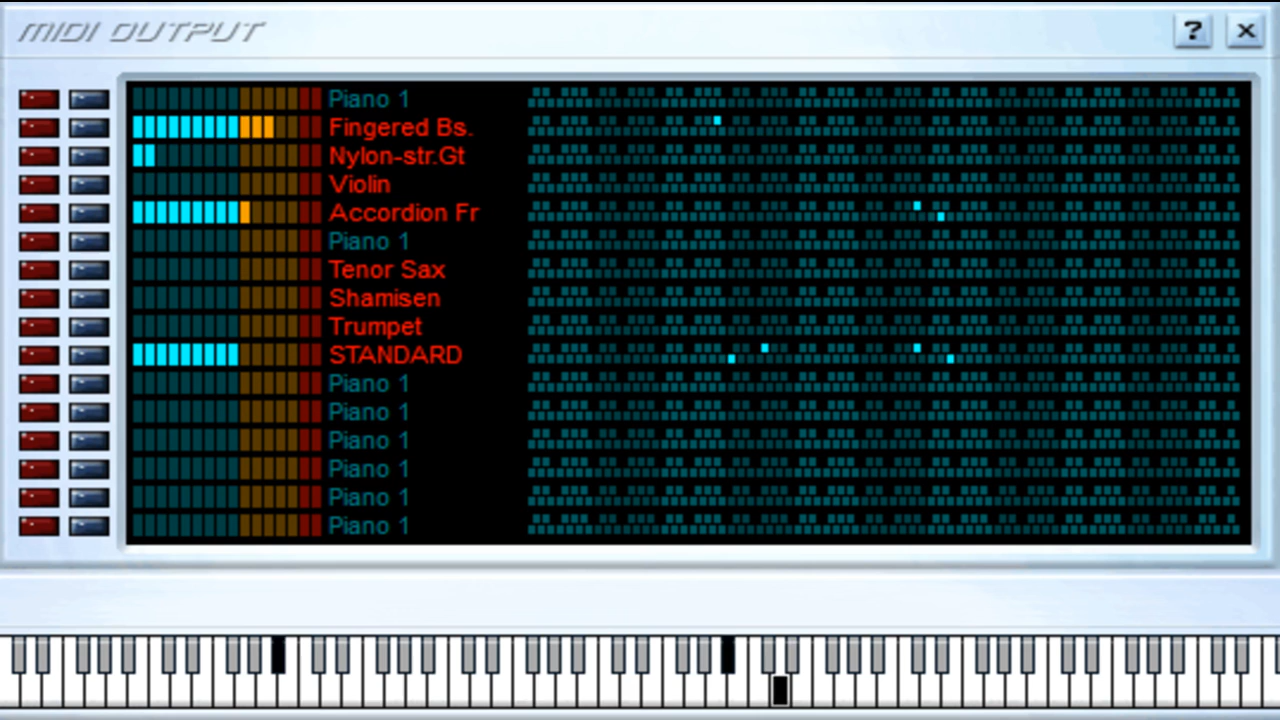 MIDI OUTPUT
?
×
Piano 1
Fingered Bs.
Nylon-str.Gt
Violin
Accordion Fr
Piano 1
Tenor Sax
Shamisen
Trumpet
STANDARD
Piano 1
Piano 1
Piano 1
Piano 1
Piano 1
Piano 1